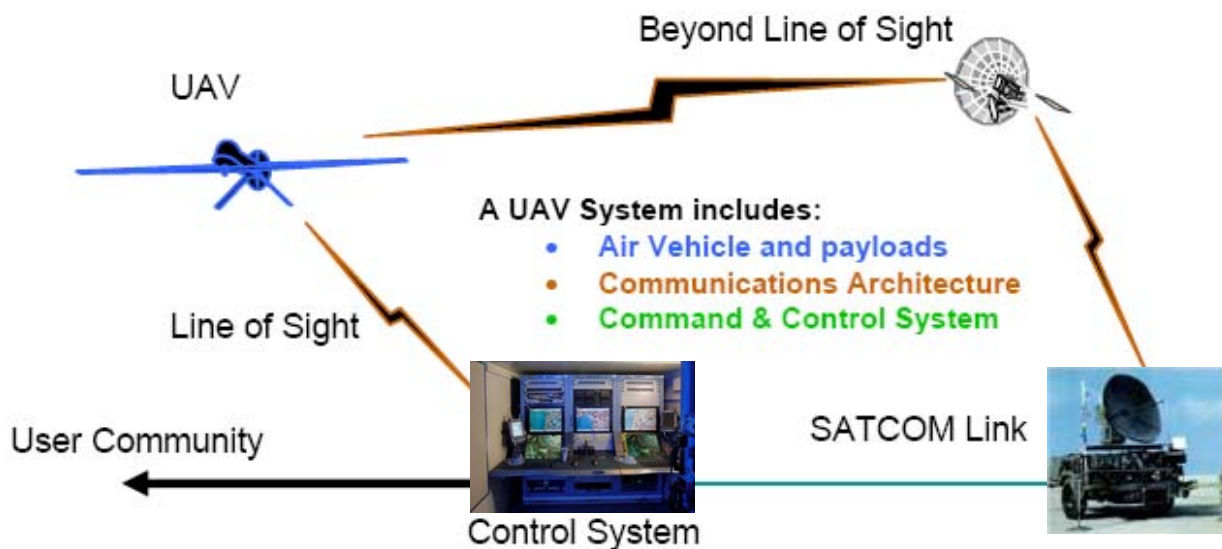 Beyond Line of Sight
UAV
A UAV System includes:
• Air Vehicle and payloads
• Communications Architecture
• Command & Control System
Line of Sight
User Community
SATCOM Link
Control System